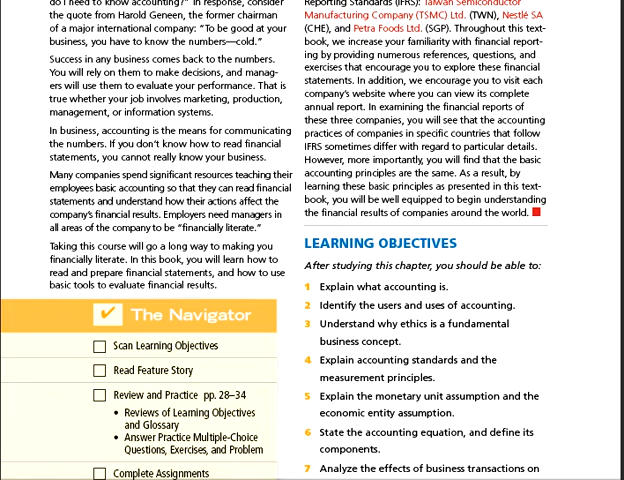 do I need to know accounting?" In response, consider
the quote from Harold Geneen, the former chairman
of a major international company: "To be good at your
business, you have to know the numbers—cold."
Success in any business comes back to the numbers.
You will rely on them to make decisions, and manag-
ers will use them to evaluate your performance. That is
true whether your job involves marketing, production,
management, or information systems.
In business, accounting is the means for communicating
the numbers. If you don't know how to read financial
statements, you cannot really know your business.
Many companies spend significant resources teaching their
employees basic accounting so that they can read financial
statements and understand how their actions affect the
company's financial results. Employers need managers in
all areas of the company to be "financially literate."
Taking this course will go a long way to making you
financially literate. In this book, you will learn how to
read and prepare financial statements, and how to use
basic tools to evaluate financial results.
✔ The Navigator
Scan Learning Objectives
Read Feature Story
Review and Practice pp. 28–34
• Reviews of Learning Objectives
and Glossary
• Answer Practice Multiple-Choice
Questions, Exercises, and Problem
Complete Assignments
Reporting Standards (IFRS): Taiwan Semiconductor
Manufacturing Company (TSMC) Ltd. (TWN), Nestlé SA
(CHE), and Petra Foods Ltd. (SGP). Throughout this text-
book, we increase your familiarity with financial report-
ing by providing numerous references, questions, and
exercises that encourage you to explore these financial
statements. In addition, we encourage you to visit each
company's website where you can view its complete
annual report. In examining the financial reports of
these three companies, you will see that the accounting
practices of companies in specific countries that follow
IFRS sometimes differ with regard to particular details.
However, more importantly, you will find that the basic
accounting principles are the same. As a result, by
learning these basic principles as presented in this text-
book, you will be well equipped to begin understanding
the financial results of companies around the world.
LEARNING OBJECTIVES
After studying this chapter, you should be able to:
1 Explain what accounting is.
2 Identify the users and uses of accounting.
3 Understand why ethics is a fundamental
business concept.
4 Explain accounting standards and the
measurement principles.
5 Explain the monetary unit assumption and the
economic entity assumption.
6 State the accounting equation, and define its
components.
7 Analyze the effects of business transactions on